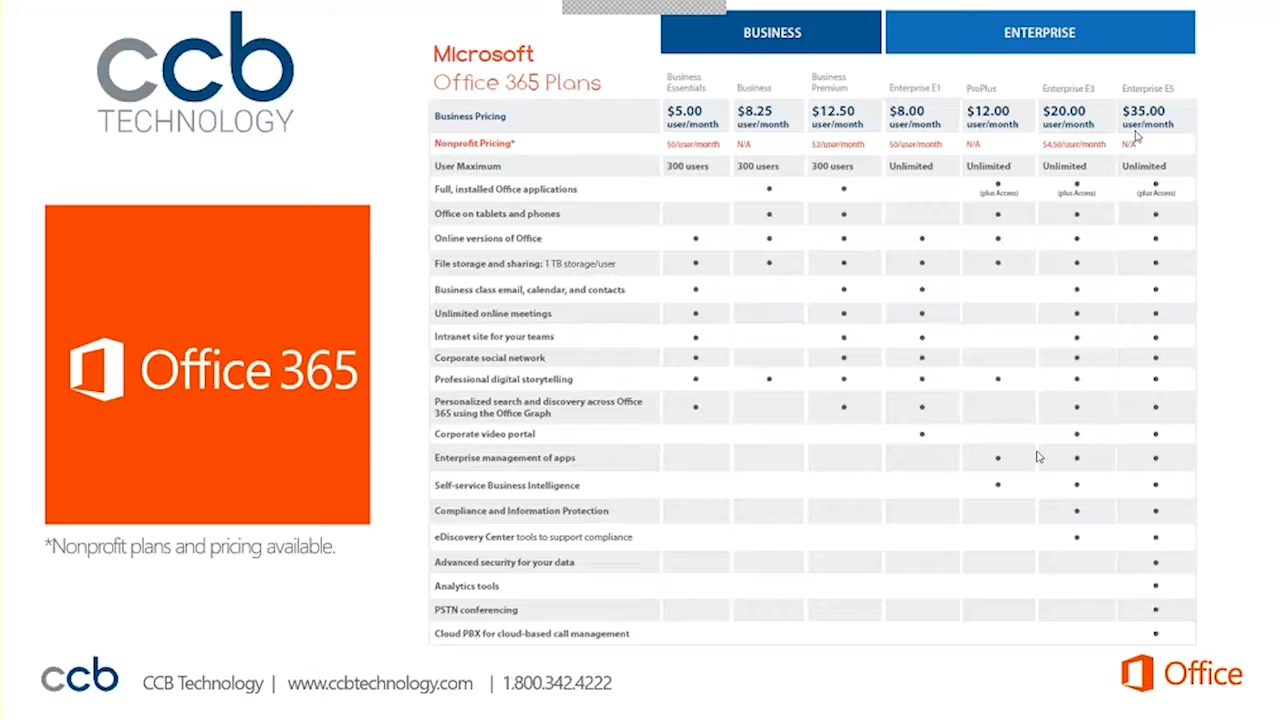 ccb
TECHNOLOGY
Microsoft
Office 365 Plans
BUSINESS
ENTERPRISE
Business Essentials
Business
Business Premium
Enterprise E1
ProPlus
Enterprise E3
Enterprise E5
Business Pricing $5.00 user/month $8.25 user/month $12.50 user/month $8.00 user/month $12.00 user/month $20.00 user/month $35.00 user/month
Nonprofit Pricing* $0/user/month N/A $2/user/month $0/user/month N/A $4.50/user/month N/A
User Maximum 300 users 300 users 300 users Unlimited Unlimited Unlimited Unlimited
Full, installed Office applications • • • (plus Access) • (plus Access) • (plus Access)
Office on tablets and phones • • • • •
Online versions of Office • • • • • • •
File storage and sharing: 1 TB storage/user • • • • • • •
Business class email, calendar, and contacts • • • • •
Unlimited online meetings • • • • •
Intranet site for your teams • • • • •
Corporate social network • • • • •
Professional digital storytelling • • • • • • •
Personalized search and discovery across Office
365 using the Office Graph • • • • •
Corporate video portal • • •
Enterprise management of apps • • •
Self-service Business Intelligence • • •
Compliance and Information Protection • •
eDiscovery Center tools to support compliance • •
Advanced security for your data •
Analytics tools •
PSTN conferencing •
Cloud PBX for cloud-based call management •
Office 365
*Nonprofit plans and pricing available.
ccb CCB Technology | www.ccbtechnology.com | 1.800.342.4222
Office